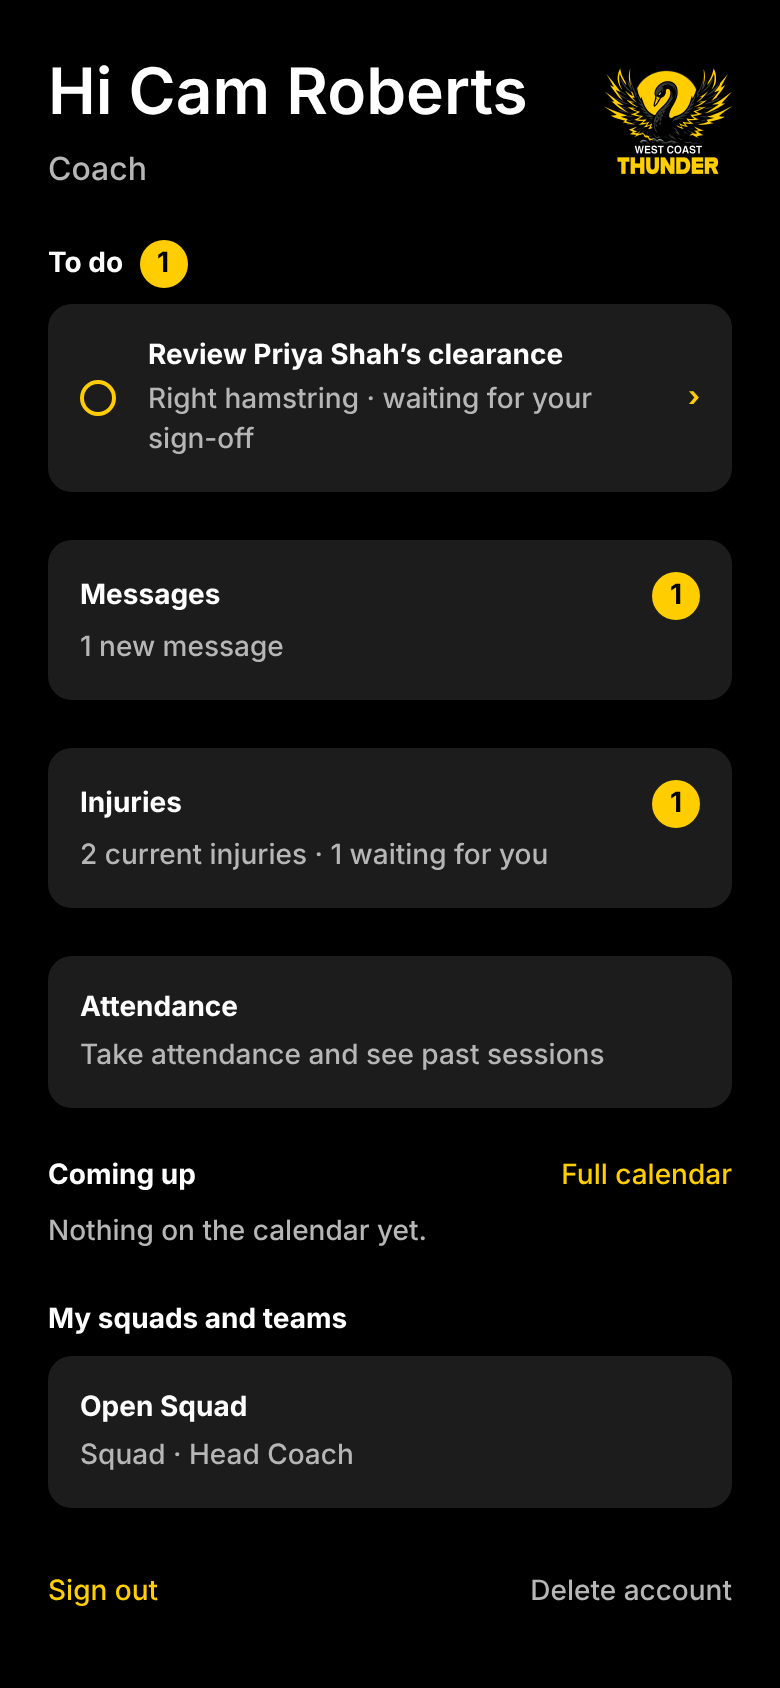 Hi Cam Roberts
Coach
WEST COAST
THUNDER
To do 1
Review Priya Shah’s clearance
Right hamstring · waiting for your
sign-off
›
Messages 1
1 new message
Injuries 1
2 current injuries · 1 waiting for you
Attendance
Take attendance and see past sessions
Coming up Full calendar
Nothing on the calendar yet.
My squads and teams
Open Squad
Squad · Head Coach
Sign out Delete account